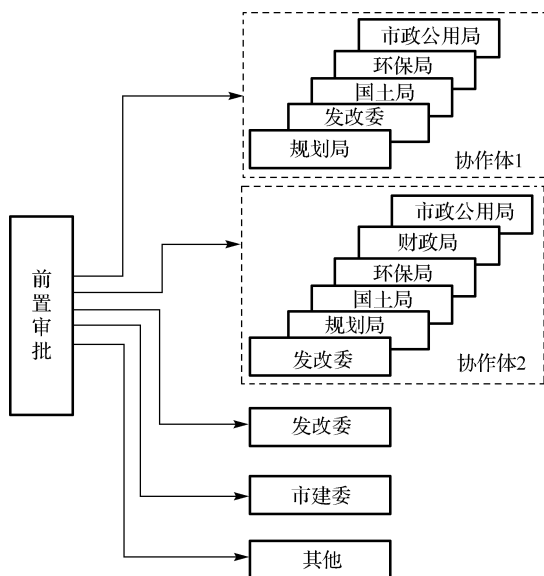 市政公用局
环保局
国土局
发改委
规划局
协作体1
市政公用局
财政局
环保局
国土局
规划局
发改委
协作体2
前置审批
发改委
市建委
其他